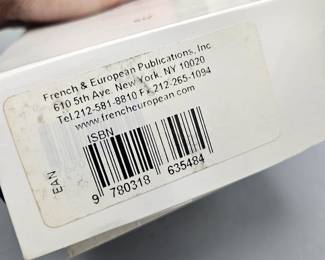 French & European Publications, Inc
610 5th Ave. New York, NY 10020
Tel.212-581-8810 Fx.212-265-1094
www.frencheuropean.com
ISBN
EAN
9 780318 635484